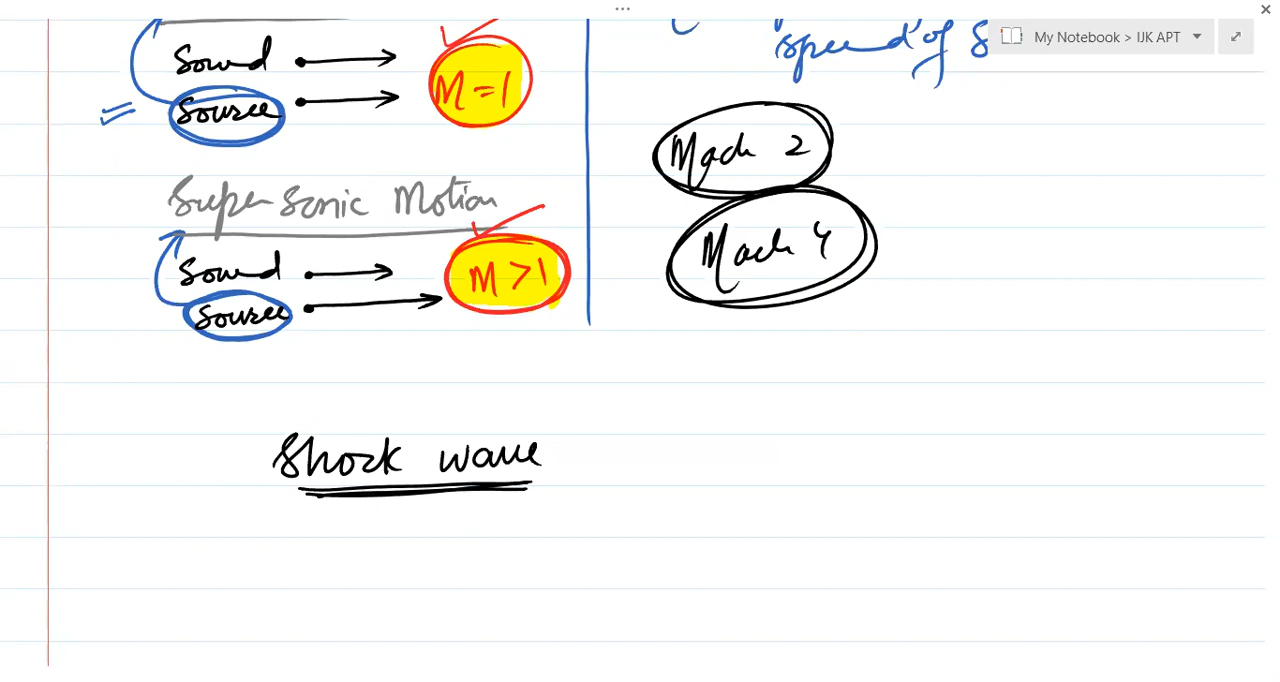 Sound
M = 1
Source
Super Sonic Motion
Sound
M > 1
Source
speed of S
My Notebook > IJK APT
Mach 2
Mach 4
Shock wave